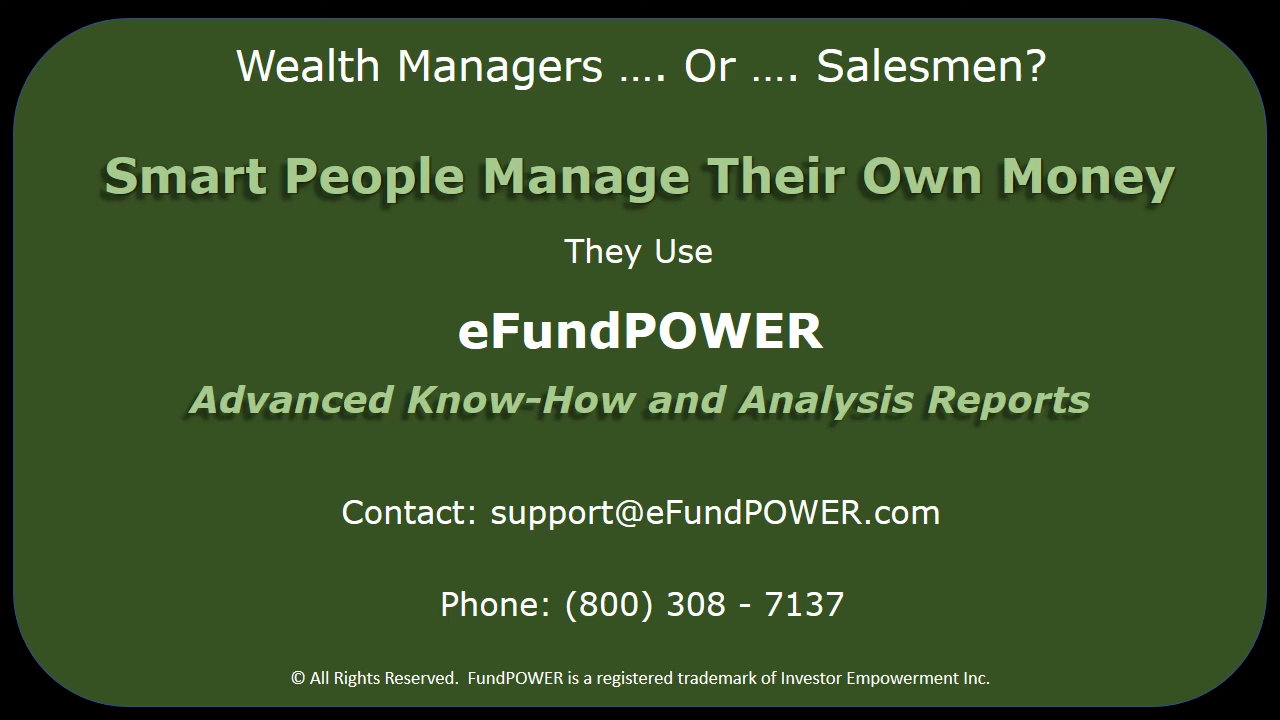 Wealth Managers …. Or …. Salesmen?
Smart People Manage Their Own Money
They Use
eFundPOWER
Advanced Know-How and Analysis Reports
Contact: support@eFundPOWER.com
Phone: (800) 308 - 7137
© All Rights Reserved.  FundPOWER is a registered trademark of Investor Empowerment Inc.